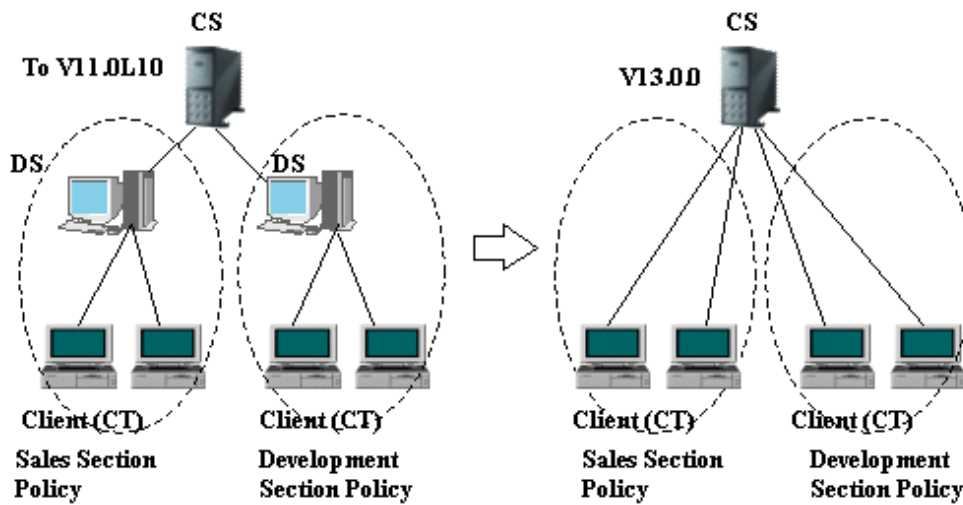 CS
To V11.0L10
DS
DS
Client (CT)
Sales Section
Policy
Client (CT)
Development
Section Policy
CS
V13.0.0
Client (CT)
Sales Section
Policy
Client (CT)
Development
Section Policy